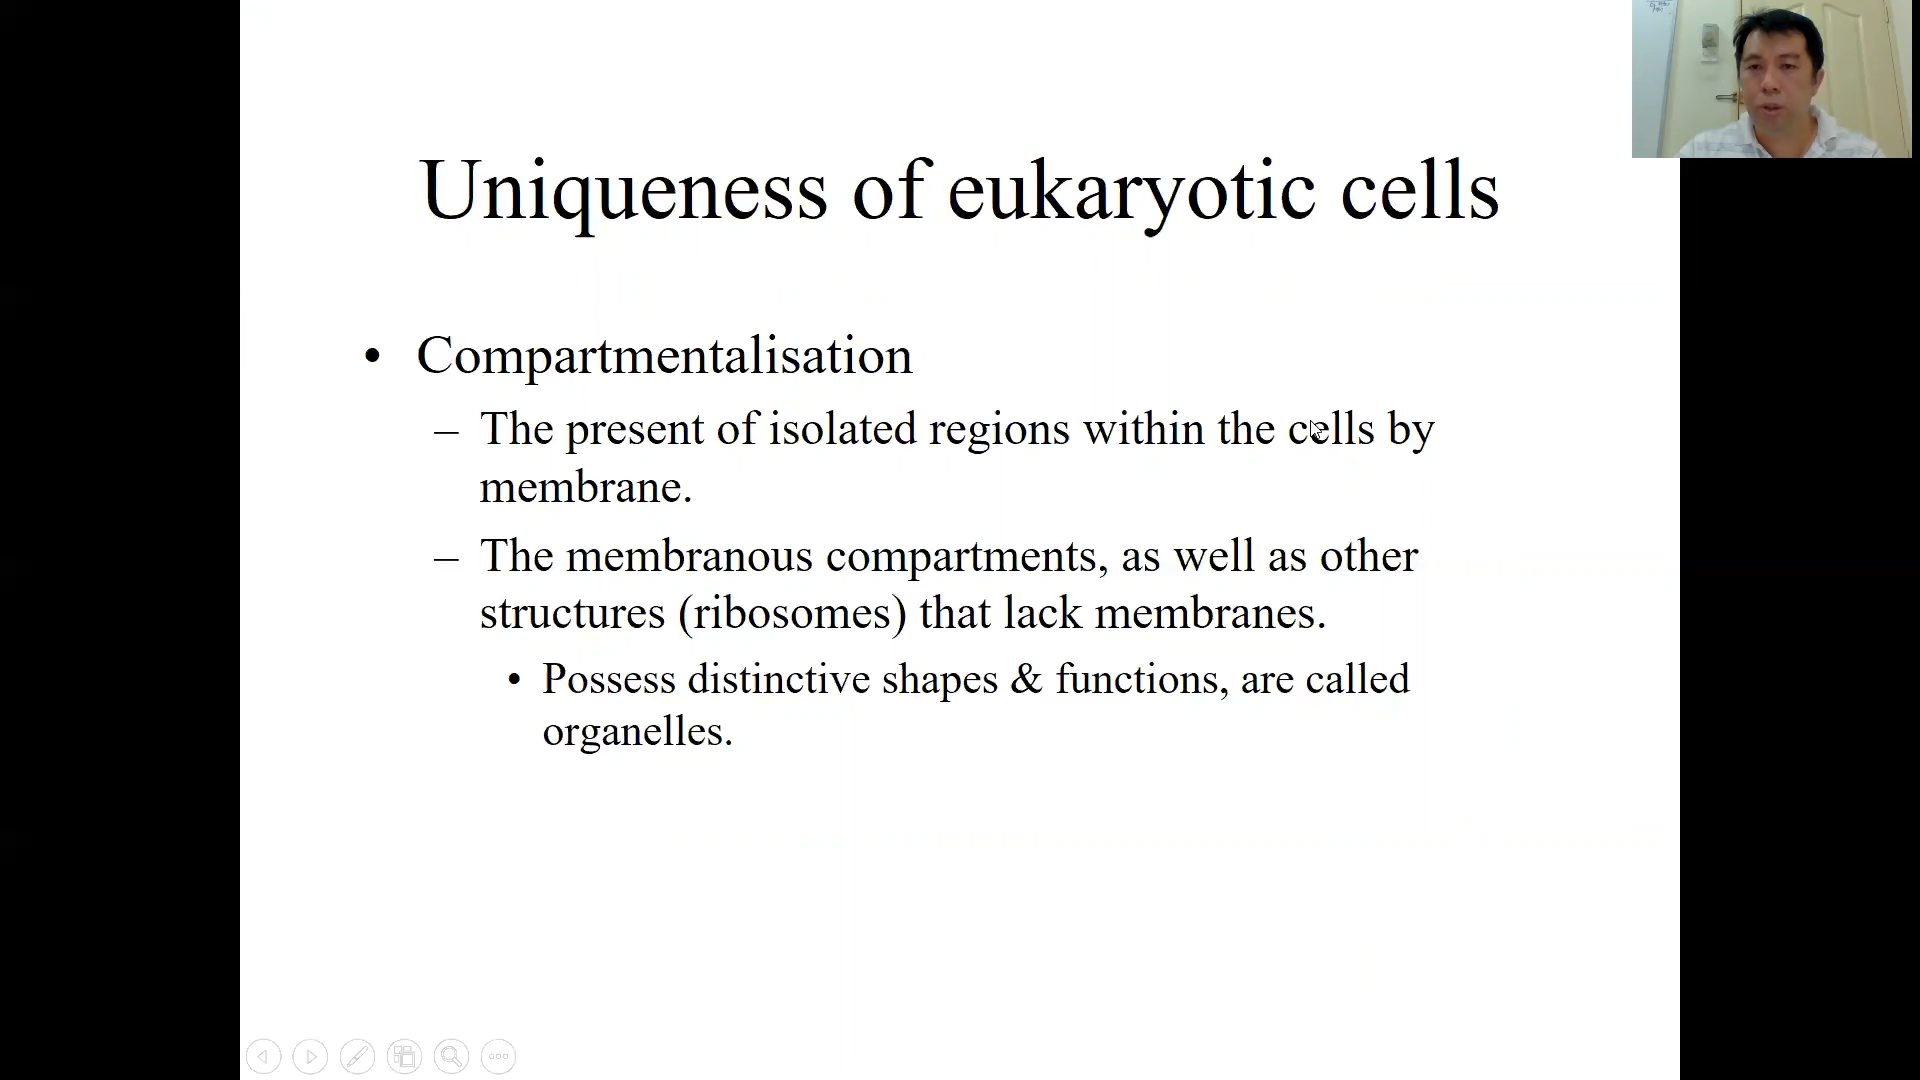 Uniqueness of eukaryotic cells
• Compartmentalisation
– The present of isolated regions within the cells by
membrane.
– The membranous compartments, as well as other
structures (ribosomes) that lack membranes.
• Possess distinctive shapes & functions, are called
organelles.